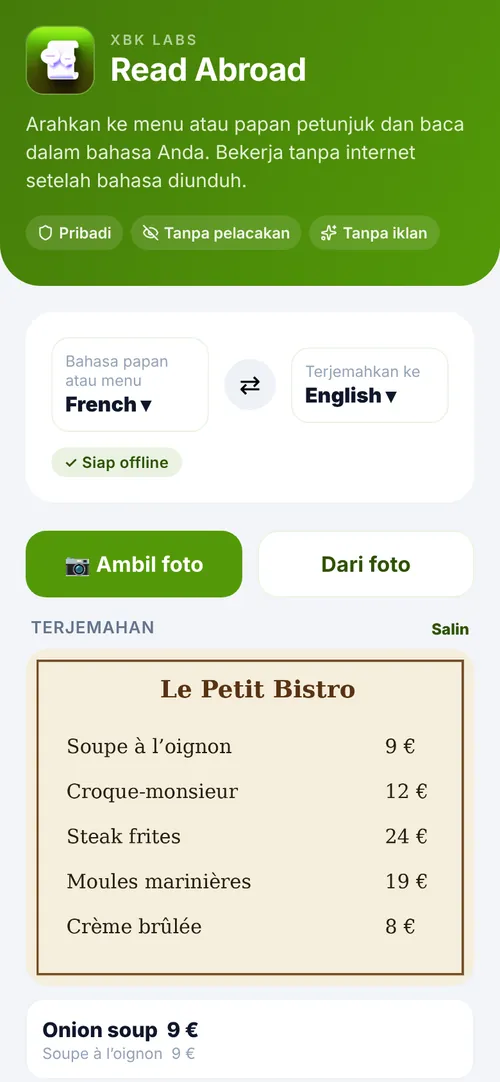 XBK LABS
Read Abroad
Arahkan ke menu atau papan petunjuk dan baca
dalam bahasa Anda. Bekerja tanpa internet
setelah bahasa diunduh.
Pribadi
Tanpa pelacakan
Tanpa iklan
Bahasa papan
atau menu
French ▾
⇄
Terjemahkan ke
English ▾
✓ Siap offline
📷 Ambil foto
Dari foto
TERJEMAHAN
Salin
Le Petit Bistro
Soupe à l’oignon 9 €
Croque-monsieur 12 €
Steak frites 24 €
Moules marinières 19 €
Crème brûlée 8 €
Onion soup 9 €
Soupe à l’oignon 9 €